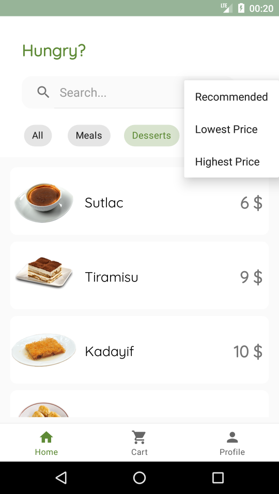 LTE 00:20
Hungry?
Search...
Recommended
Lowest Price
Highest Price
All Meals Desserts
Sutlac 6 $
Tiramisu 9 $
Kadayif 10 $
Home Cart Profile